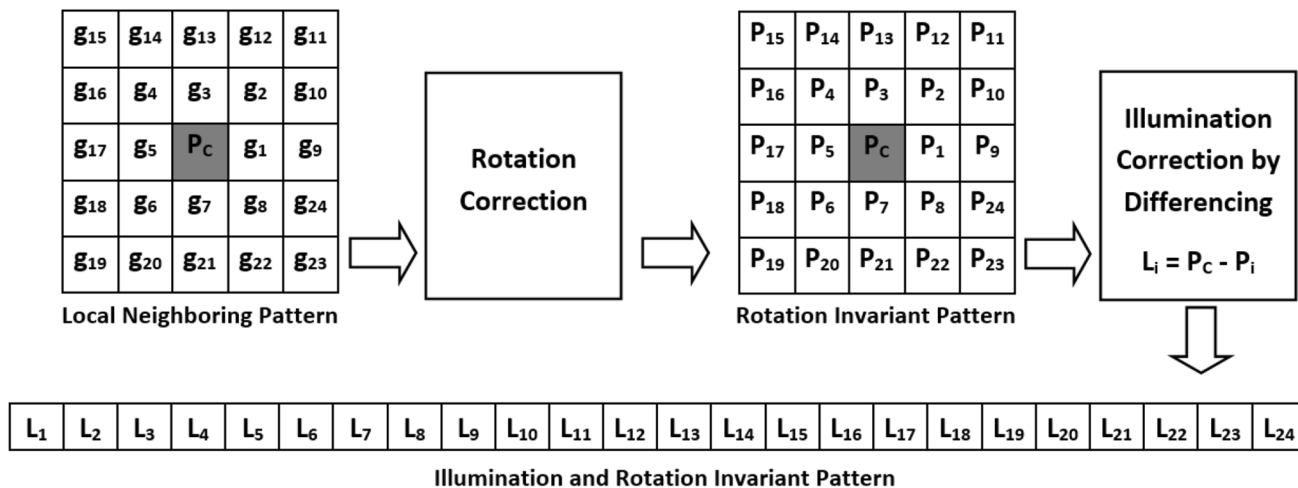 g15 g14 g13 g12 g11
g16 g4 g3 g2 g10
g17 g5 PC g1 g9
g18 g6 g7 g8 g24
g19 g20 g21 g22 g23
Local Neighboring Pattern
Rotation
Correction
P15 P14 P13 P12 P11
P16 P4 P3 P2 P10
P17 P5 PC P1 P9
P18 P6 P7 P8 P24
P19 P20 P21 P22 P23
Rotation Invariant Pattern
Illumination
Correction by
Differencing
Li = PC - Pi
L1 L2 L3 L4 L5 L6 L7 L8 L9 L10 L11 L12 L13 L14 L15 L16 L17 L18 L19 L20 L21 L22 L23 L24
Illumination and Rotation Invariant Pattern